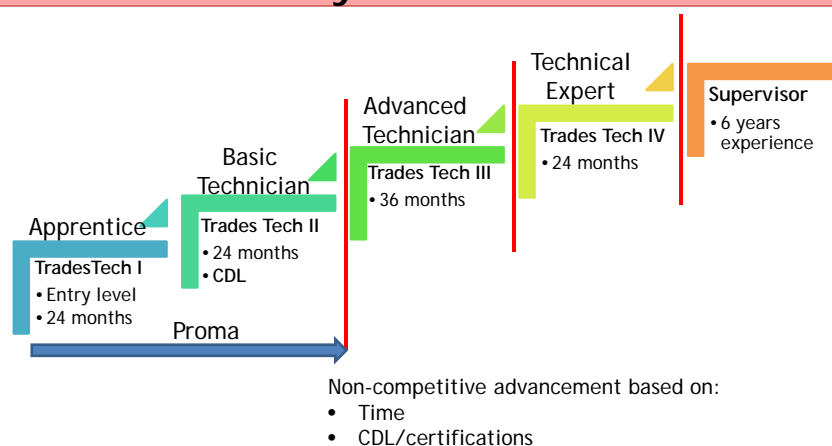 Apprentice
TradesTech I
• Entry level
• 24 months
Basic
Technician
Trades Tech II
• 24 months
• CDL
Advanced
Technician
Trades Tech III
• 36 months
Technical
Expert
Trades Tech IV
• 24 months
Supervisor
• 6 years
experience
Proma
Non-competitive advancement based on:
• Time
• CDL/certifications